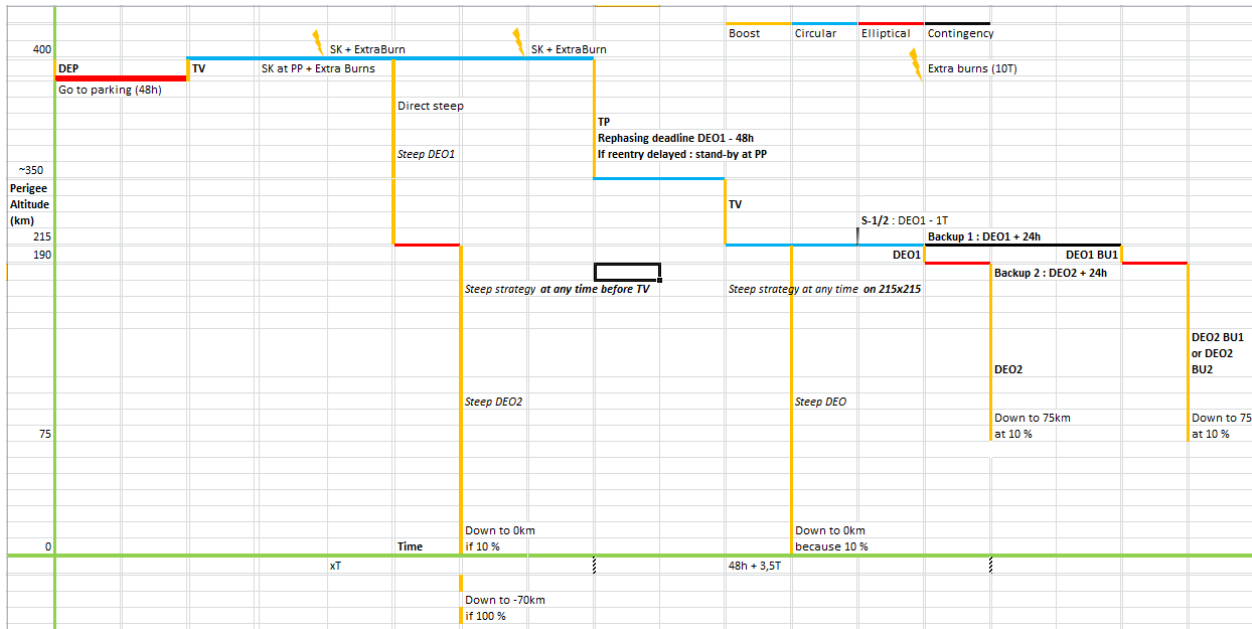 Boost
Circular
Elliptical
Contingency
400
SK + ExtraBurn
SK + ExtraBurn
DEP
TV
SK at PP + Extra Burns
Extra burns (10T)
Go to parking (48h)
Direct steep
TP
Rephasing deadline DEO1 - 48h
If reentry delayed : stand-by at PP
Steep DEO1
~350
Perigee
Altitude
(km)
TV
S-1/2 : DEO1 - 1T
215
Backup 1 : DEO1 + 24h
190
DEO1
DEO1 BU1
Backup 2 : DEO2 + 24h
Steep strategy at any time before TV
Steep strategy at any time on 215x215
DEO2 BU1
or DEO2
BU2
DEO2
Steep DEO2
Steep DEO
Down to 75km
at 10 %
Down to 75
at 10 %
75
Down to 0km
if 10 %
Down to 0km
because 10 %
0
Time
xT
48h + 3,5T
Down to -70km
if 100 %